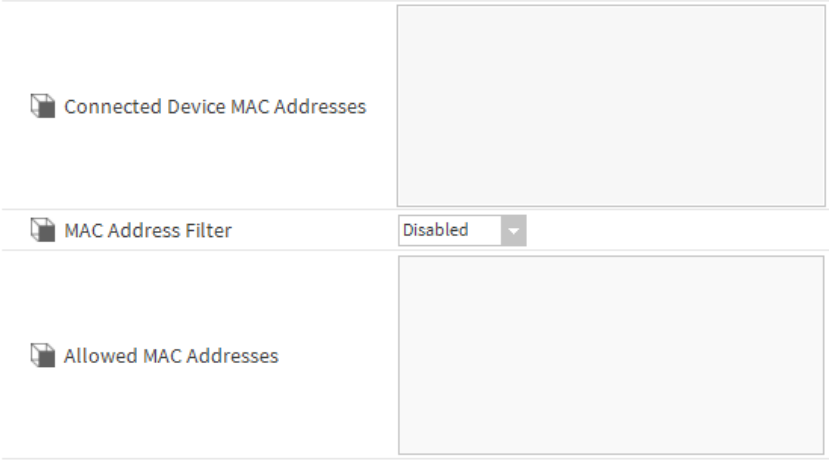 Connected Device MAC Addresses
MAC Address Filter
Disabled
Allowed MAC Addresses